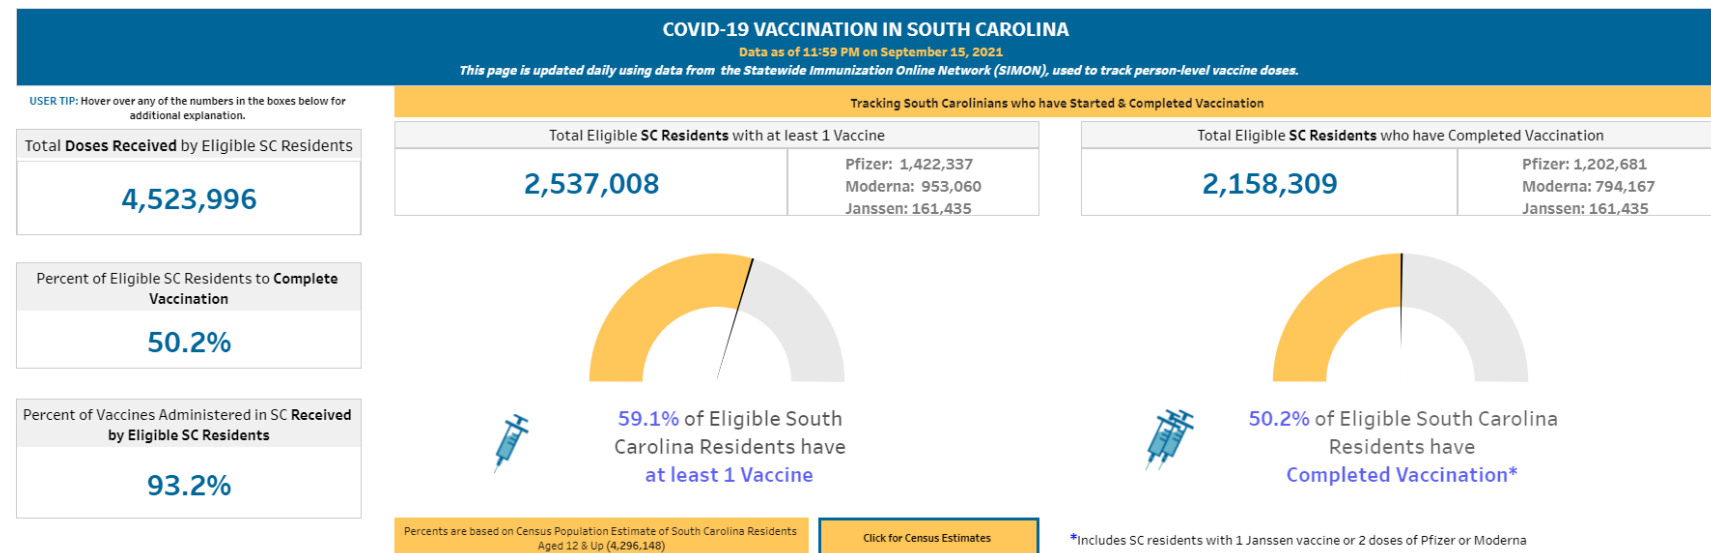 COVID-19 VACCINATION IN SOUTH CAROLINA
Data as of 11:59 PM on September 15, 2021
This page is updated daily using data from the Statewide Immunization Online Network (SIMON), used to track person-level vaccine doses.
USER TIP: Hover over any of the numbers in the boxes below for
additional explanation.
Total Doses Received by Eligible SC Residents
4,523,996
Percent of Eligible SC Residents to Complete
Vaccination
50.2%
Percent of Vaccines Administered in SC Received
by Eligible SC Residents
93.2%
Tracking South Carolinians who have Started & Completed Vaccination
Total Eligible SC Residents with at least 1 Vaccine
2,537,008
Pfizer: 1,422,337
Moderna: 953,060
Janssen: 161,435
Total Eligible SC Residents who have Completed Vaccination
2,158,309
Pfizer: 1,202,681
Moderna: 794,167
Janssen: 161,435
59.1% of Eligible South
Carolina Residents have
at least 1 Vaccine
50.2% of Eligible South Carolina
Residents have
Completed Vaccination*
Percents are based on Census Population Estimate of South Carolina Residents
Aged 12 & Up (4,296,148)
Click for Census Estimates
*Includes SC residents with 1 Janssen vaccine or 2 doses of Pfizer or Moderna